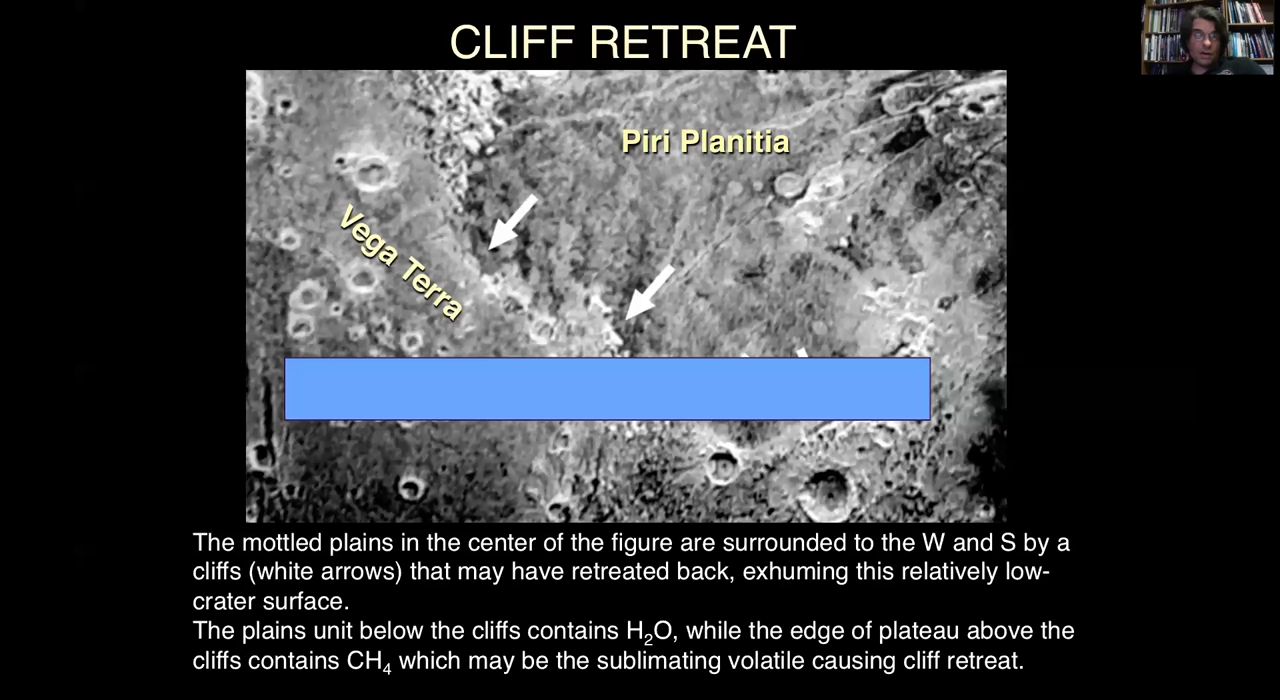 CLIFF RETREAT
Piri Planitia
Vega Terra
The mottled plains in the center of the figure are surrounded to the W and S by a
cliffs (white arrows) that may have retreated back, exhuming this relatively low-
crater surface.
The plains unit below the cliffs contains H₂O, while the edge of plateau above the
cliffs contains CH₄ which may be the sublimating volatile causing cliff retreat.